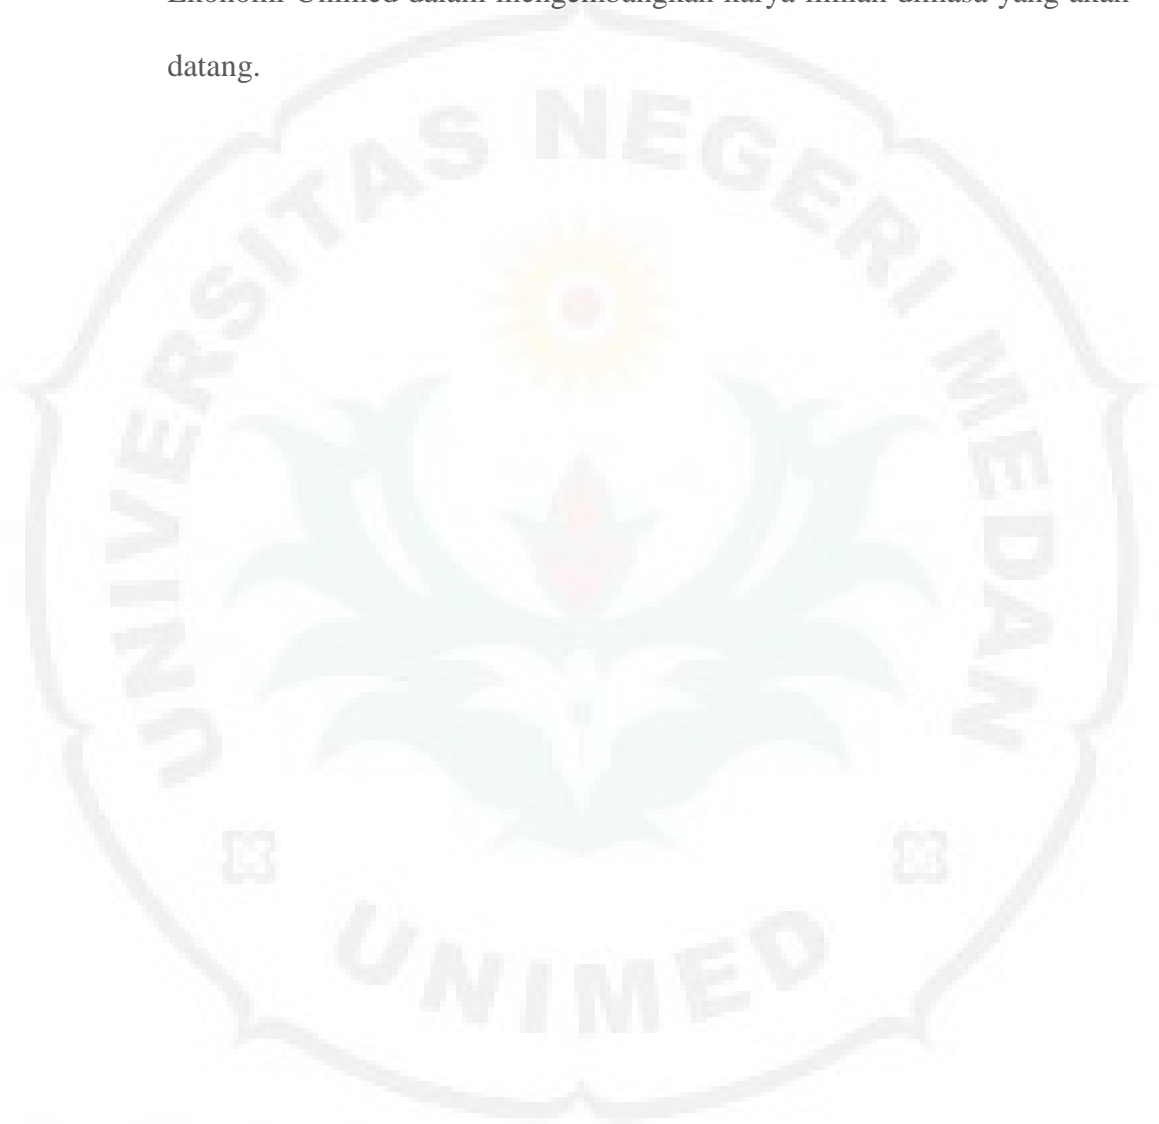 Ekonomi Unimed dalam mengembangkan karya ilmiah dimasa yang akan
datang.
UNIVERSITAS NEGERI MEDAN
UNIMED